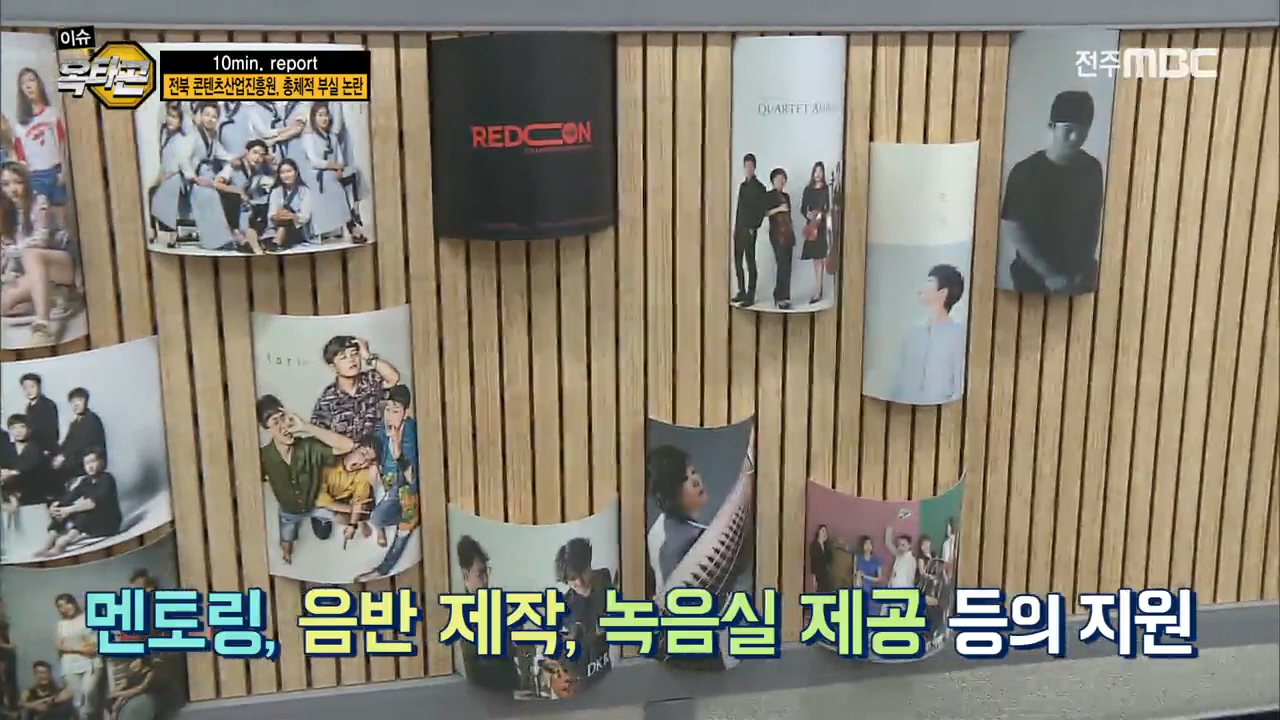 이슈
옥타곤
10min. report
전북 콘텐츠산업진흥원, 총체적 부실 논란
전주MBC
REDCON
QUARTET
멘토링, 음반 제작, 녹음실 제공 등의 지원